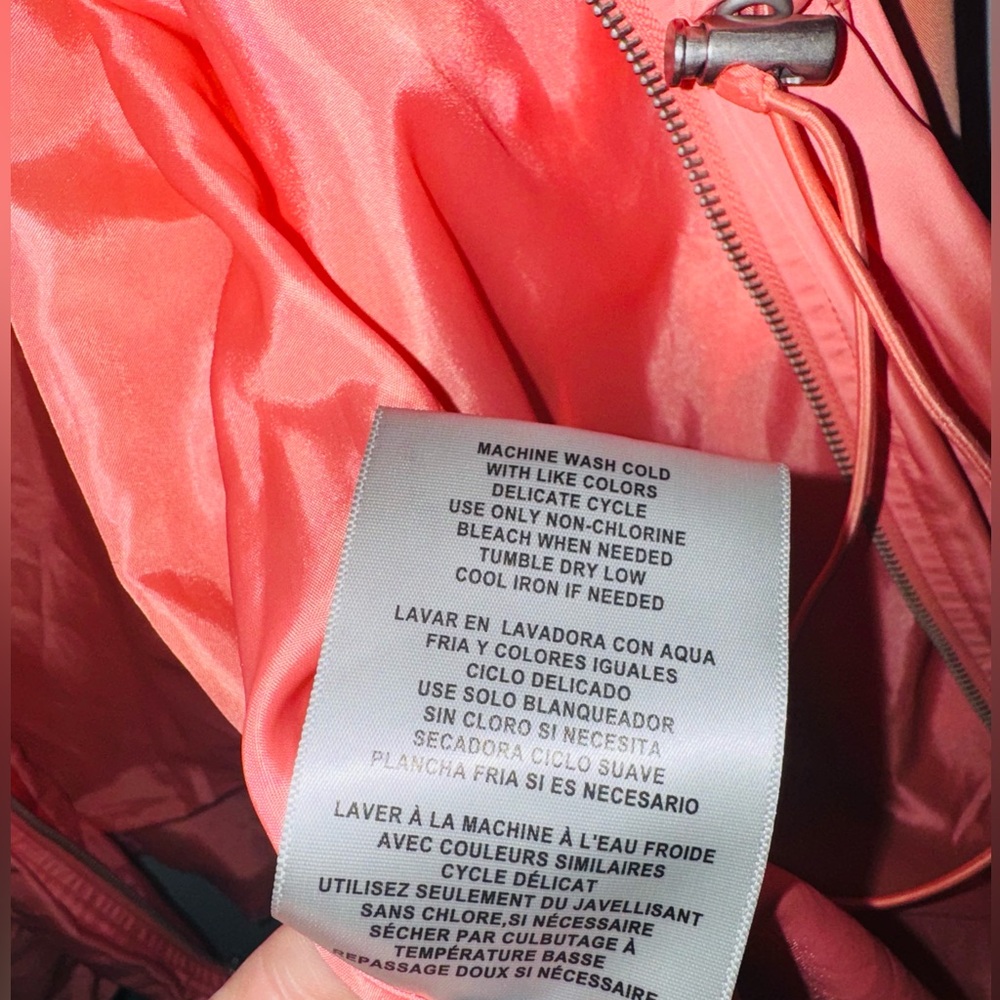 MACHINE WASH COLD
WITH LIKE COLORS
DELICATE CYCLE
USE ONLY NON-CHLORINE
BLEACH WHEN NEEDED
TUMBLE DRY LOW
COOL IRON IF NEEDED
LAVAR EN LAVADORA CON AQUA
FRIA Y COLORES IGUALES
CICLO DELICADO
USE SOLO BLANQUEADOR
SIN CLORO SI NECESITA
SECADORA CICLO SUAVE
PLANCHA FRIA SI ES NECESARIO
LAVER À LA MACHINE À L'EAU FROIDE
AVEC COULEURS SIMILAIRES
CYCLE DÉLICAT
UTILISEZ SEULEMENT DU JAVELLISANT
SANS CHLORE,SI NÉCESSAIRE
SÉCHER PAR CULBUTAGE À
TEMPÉRATURE BASSE
REPASSAGE DOUX SI NÉCESSAIRE